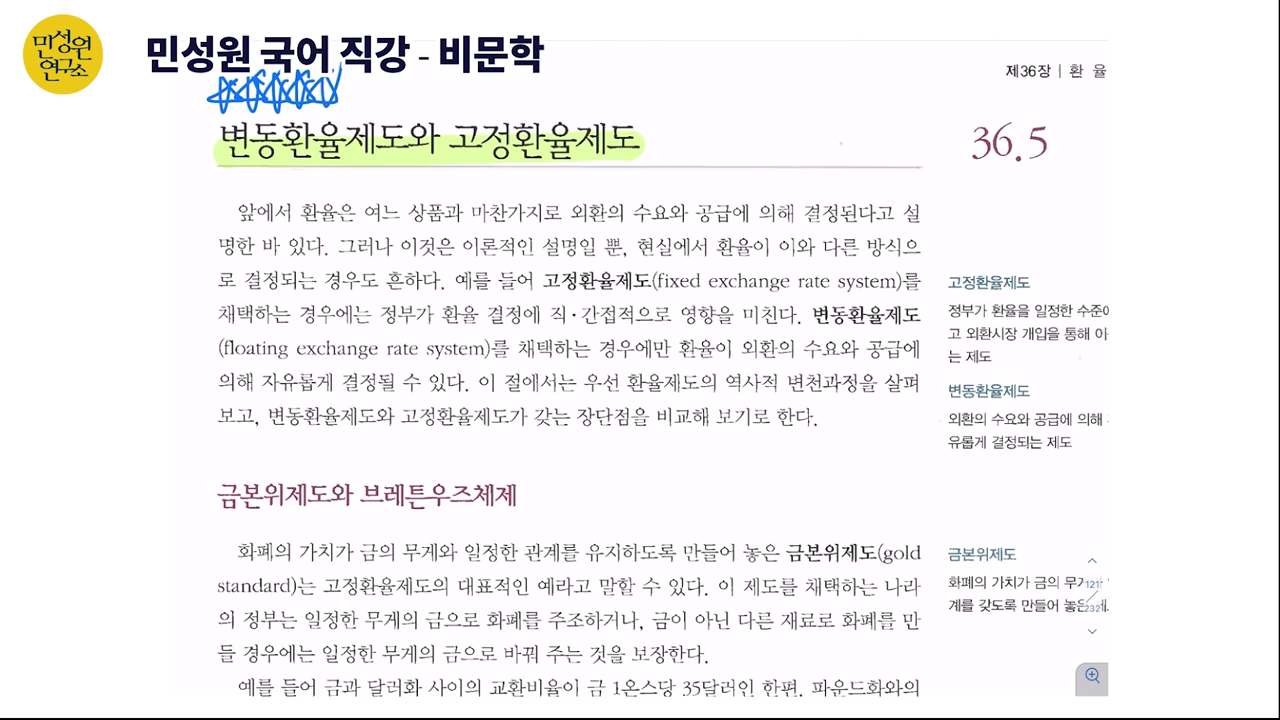 민성원
연구소
민성원 국어 직강 - 비문학
제36장 | 환 율
변동환율제도와 고정환율제도
36.5
앞에서 환율은 여느 상품과 마찬가지로 외환의 수요와 공급에 의해 결정된다고 설
명한 바 있다. 그러나 이것은 이론적인 설명일 뿐, 현실에서 환율이 이와 다른 방식으
로 결정되는 경우도 흔하다. 예를 들어 고정환율제도(fixed exchange rate system)를
채택하는 경우에는 정부가 환율 결정에 직·간접적으로 영향을 미친다. 변동환율제도
(floating exchange rate system)를 채택하는 경우에만 환율이 외환의 수요와 공급에
의해 자유롭게 결정될 수 있다. 이 절에서는 우선 환율제도의 역사적 변천과정을 살펴
보고, 변동환율제도와 고정환율제도가 갖는 장단점을 비교해 보기로 한다.
고정환율제도
정부가 환율을 일정한 수준에
고 외환시장 개입을 통해
는 제도
변동환율제도
외환의 수요와 공급에 의해
유롭게 결정되는 제도
금본위제도와 브레튼우즈체제
화폐의 가치가 금의 무게와 일정한 관계를 유지하도록 만들어 놓은 금본위제도(gold
standard)는 고정환율제도의 대표적인 예라고 말할 수 있다. 이 제도를 채택하는 나라
의 정부는 일정한 무게의 금으로 화폐를 주조하거나, 금이 아닌 다른 재료로 화폐를 만
들 경우에는 일정한 무게의 금으로 바꿔 주는 것을 보장한다.
예를 들어 금과 달러화 사이의 교환비율이 금 1온스당 35달러인 한편, 파운드화와의
금본위제도
화폐의 가치가 금의
계를 갖도록 만들어
121
232